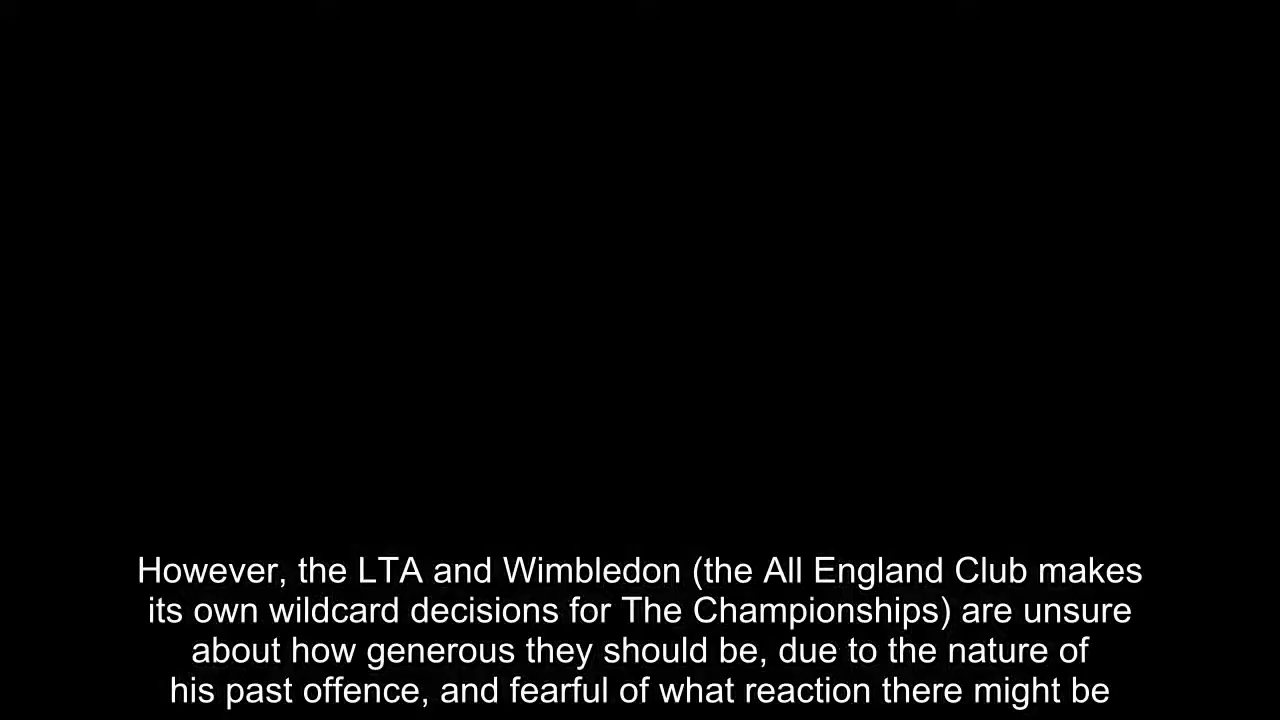 However, the LTA and Wimbledon (the All England Club makes
its own wildcard decisions for The Championships) are unsure
about how generous they should be, due to the nature of
his past offence, and fearful of what reaction there might be